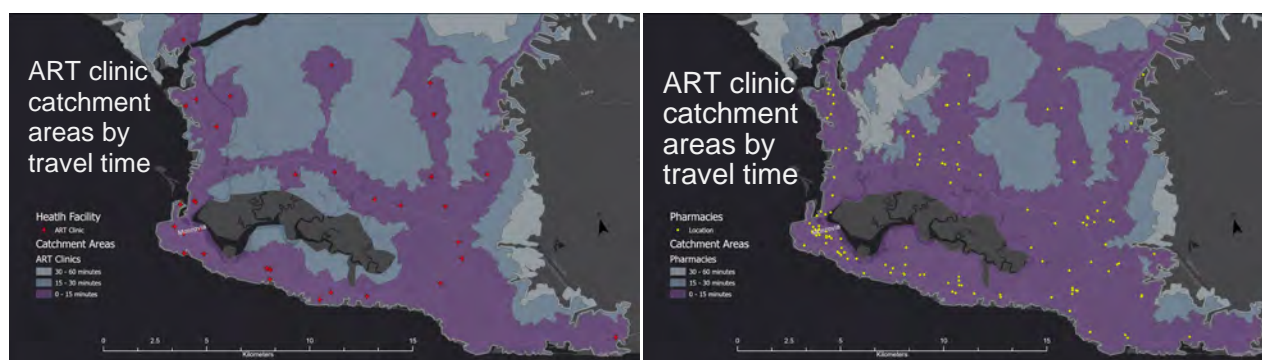 ART clinic
catchment
areas by
travel time
Health Facility
ART Clinic
Catchment Areas
ART Clinics
30 - 60 minutes
15 - 30 minutes
0 - 15 minutes
Monrovia
0 2.5 5 10 15
Kilometers
ART clinic
catchment
areas by
travel time
Pharmacies
Location
Catchment Areas
Pharmacies
30 - 60 minutes
15 - 30 minutes
0 - 15 minutes
Monrovia
0 2.5 5 10 15
Kilometers